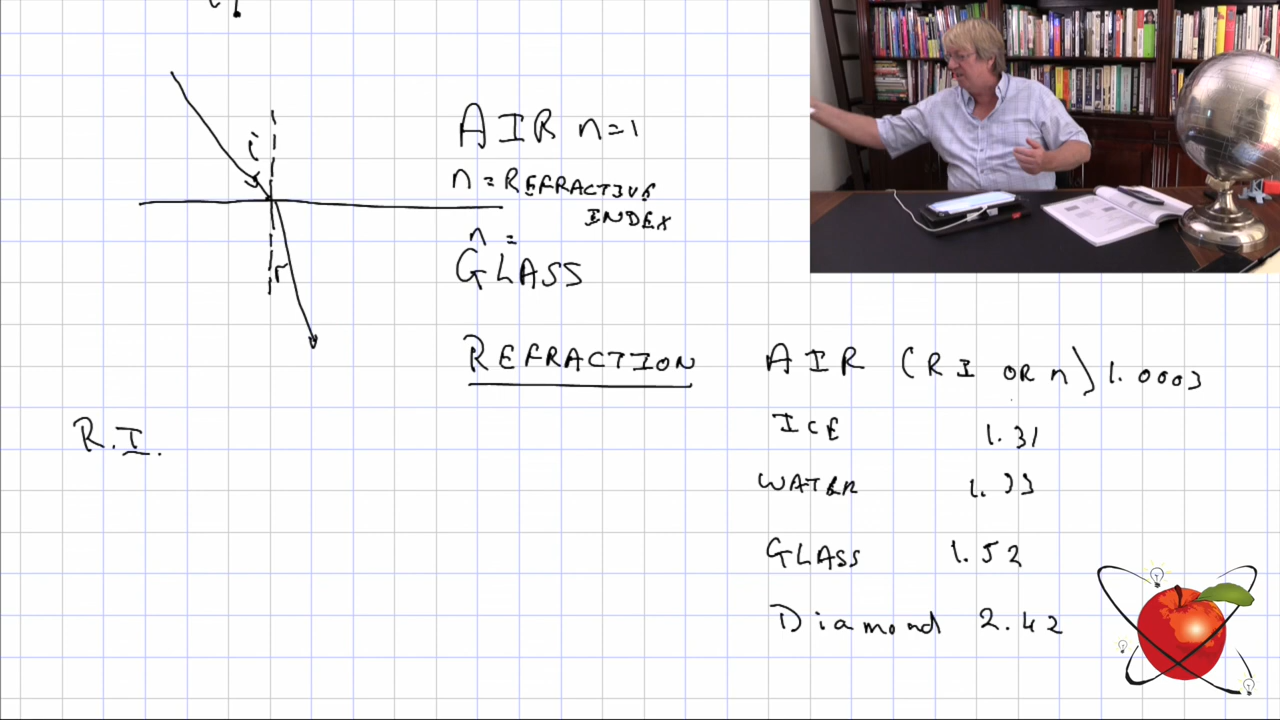 i
AIR n=1
n = REFRACTIVE
INDEX
n =
GLASS
r
REFRACTION
AIR (RI OR n) 1.0003
ICE 1.31
WATER 1.33
GLASS 1.52
Diamond 2.42
R.I.